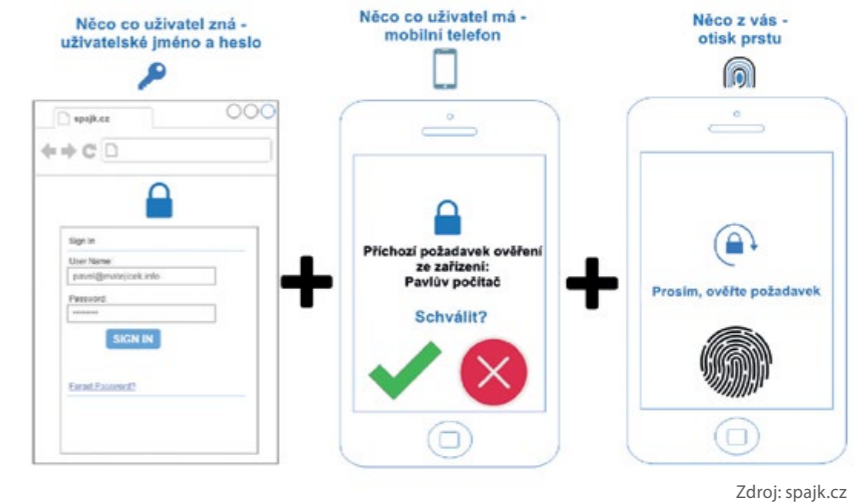 Něco co uživatel zná -
uživatelské jméno a heslo
spajk.cz
Sign In
User Name:
pavel@matejicek.info
Password:
********
SIGN IN
Forgot Password?
Něco co uživatel má -
mobilní telefon
Příchozí požadavek ověření
ze zařízení:
Pavlův počítač
Schválit?
Něco z vás -
otisk prstu
Prosím, ověřte požadavek
Zdroj: spajk.cz